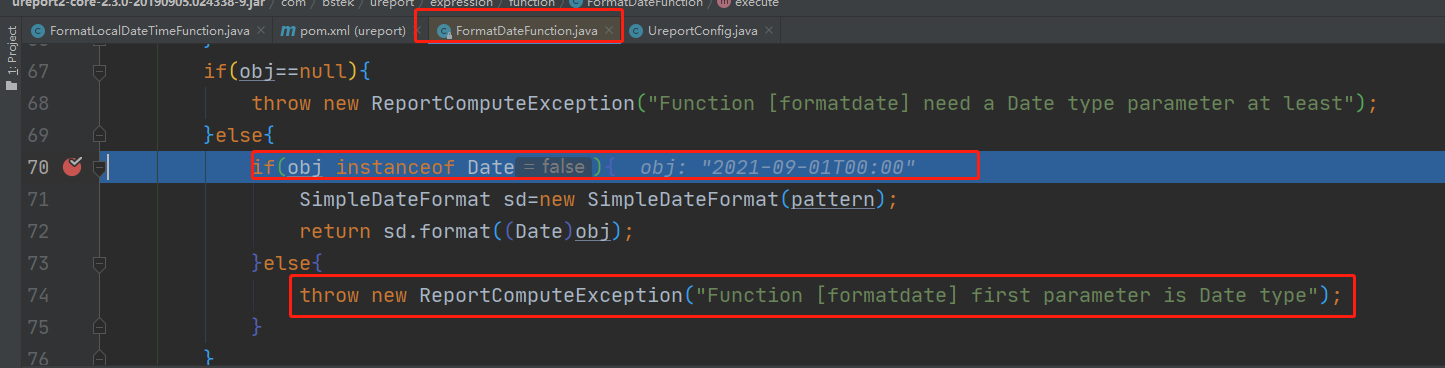 ureport2-core-2.3.0-20190905.024338-9.jar / com / bstek / ureport / expression / function / FormatDateFunction / m execute
C FormatLocalDateTimeFunction.java × m pom.xml (ureport) × C FormatDateFunction.java × C UreportConfig.java ×
1: Project
67 if(obj==null){
68 throw new ReportComputeException("Function [formatdate] need a Date type parameter at least");
69 }else{
70 if(obj instanceof Date = false ){ obj: "2021-09-01T00:00"
71 SimpleDateFormat sd=new SimpleDateFormat(pattern);
72 return sd.format((Date)obj);
73 }else{
74 throw new ReportComputeException("Function [formatdate] first parameter is Date type");
75 }
76 }